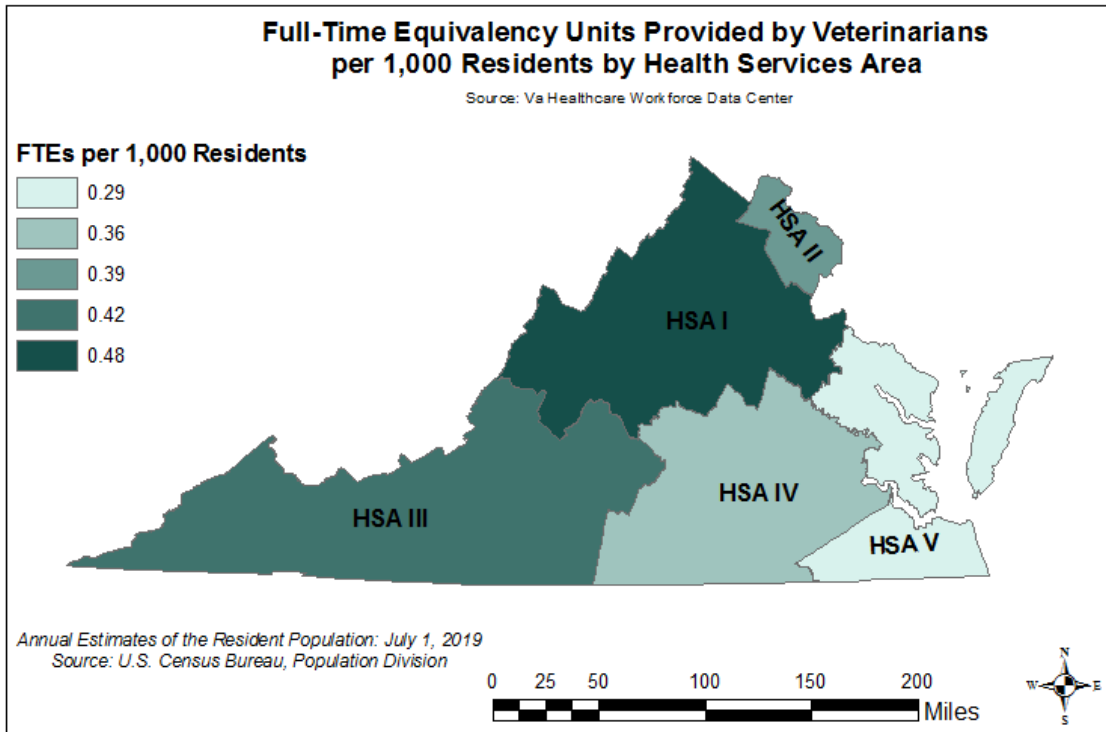 Full-Time Equivalency Units Provided by Veterinarians
per 1,000 Residents by Health Services Area
Source: Va Healthcare Workforce Data Center
FTEs per 1,000 Residents
0.29
0.36
0.39
0.42
0.48
HSA II
HSA I
HSA IV
HSA III
HSA V
Annual Estimates of the Resident Population: July 1, 2019
Source: U.S. Census Bureau, Population Division
0 25 50 100 150 200
Miles
N
W E
S